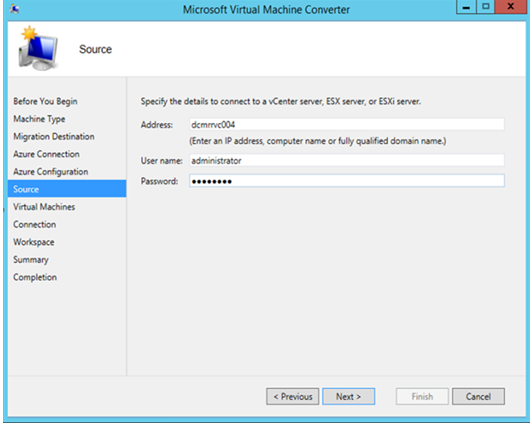 Microsoft Virtual Machine Converter
Source
Before You Begin
Machine Type
Migration Destination
Azure Connection
Azure Configuration
Source
Virtual Machines
Connection
Workspace
Summary
Completion
Specify the details to connect to a vCenter server, ESX server, or ESXi server.
Address: dcmrrvc004
(Enter an IP address, computer name or fully qualified domain name.)
User name: administrator
Password: ●●●●●●●●
< Previous Next > Finish Cancel